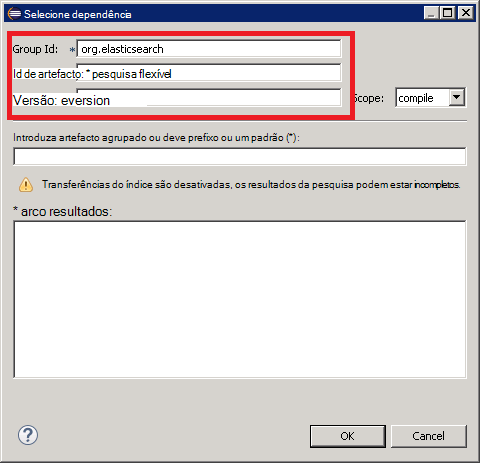 Selecione dependência
Group Id: * org.elasticsearch
Id de artefacto: * pesquisa flexível
Versão: eversion
Scope: compile
Introduza artefacto agrupado ou deve prefixo ou um padrão (*):
Transferências do índice são desativadas, os resultados da pesquisa podem estar incompletos.
* arco resultados:
OK Cancel